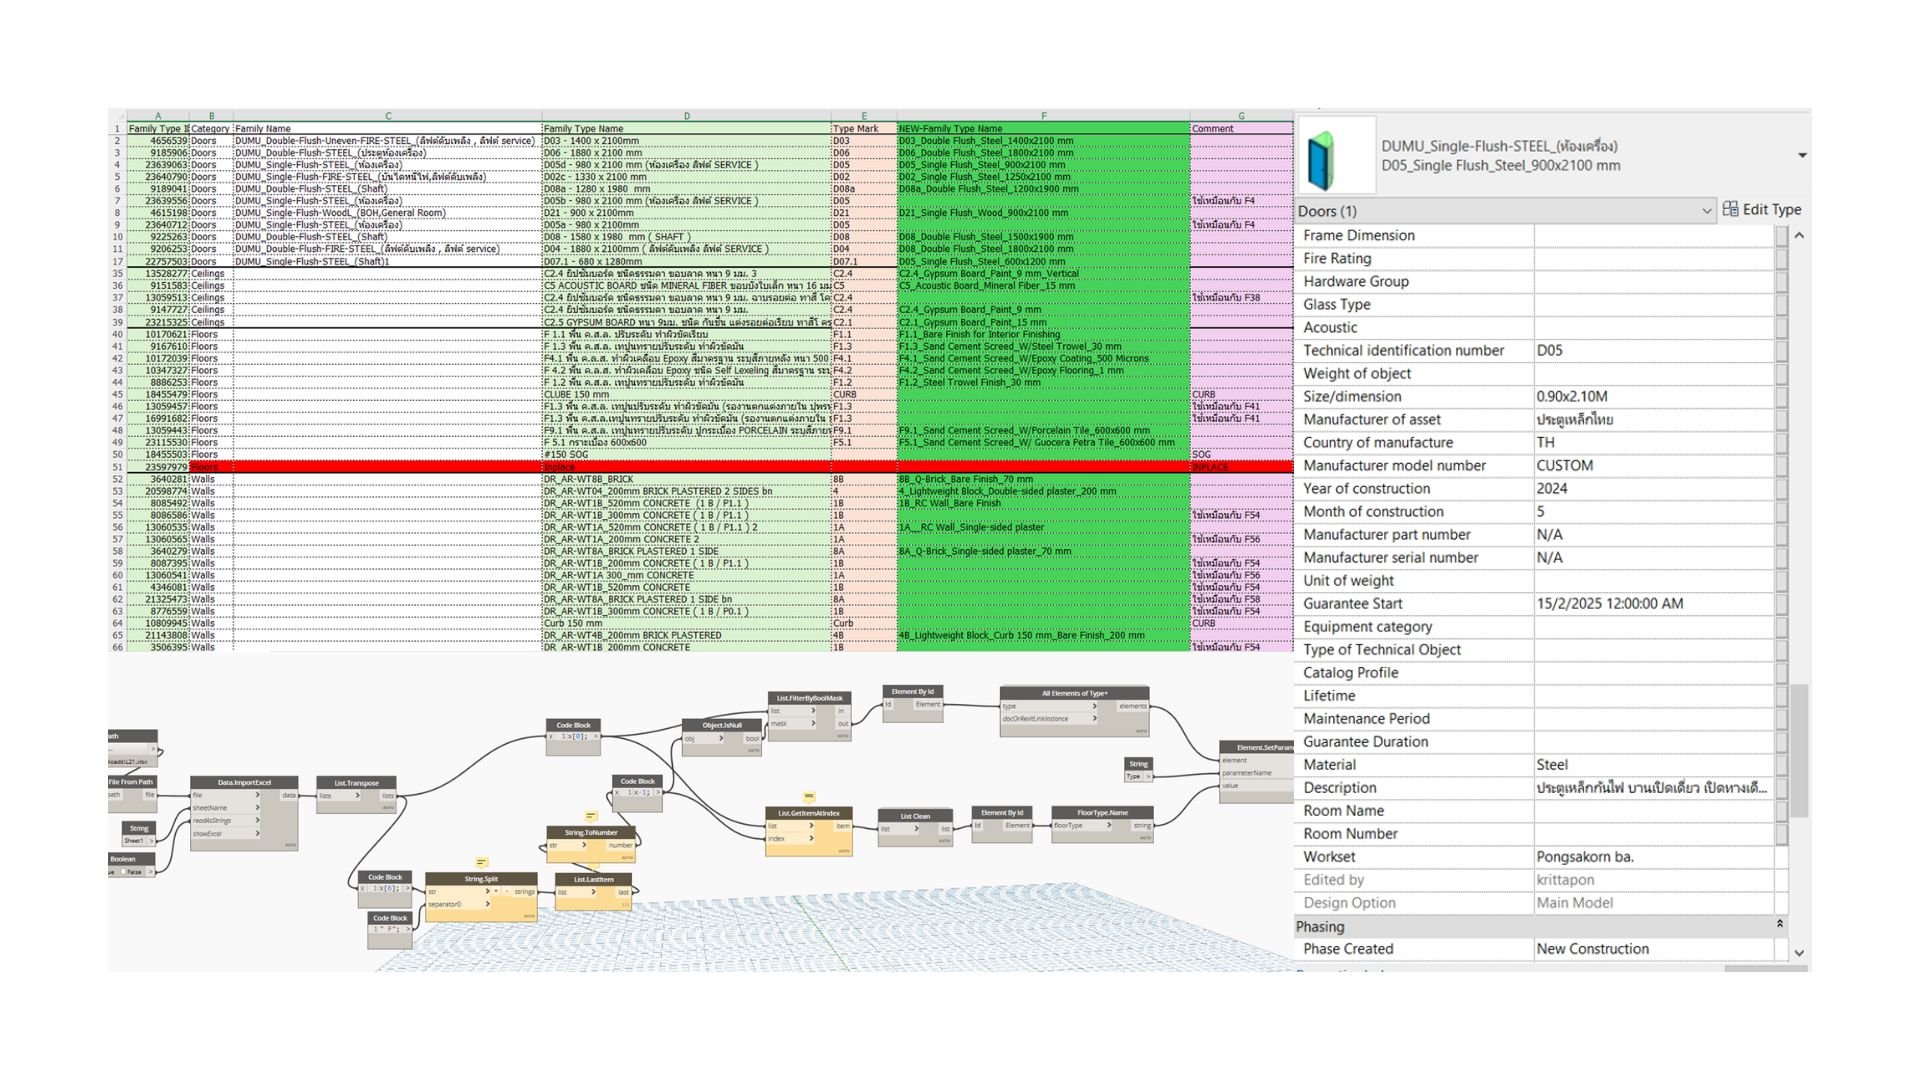 A B C D E F G
1 Family Type I Category Family Name Family Type Name Type Mark NEW-Family Type Name Comment
2 4656539 Doors DUMU_Double-Flush-Uneven-FIRE-STEEL_(ลิฟต์ดับเพลิง , ลิฟต์ service) D03 - 1400 x 2100mm D03 D03_Double Flush_Steel_1400x2100 mm
3 9185906 Doors DUMU_Double-Flush-STEEL_(ประตูห้องเครื่อง) D06 - 1880 x 2100 mm D06 D06_Double Flush_Steel_1800x2100 mm
4 23639063 Doors DUMU_Single-Flush-STEEL_(ห้องเครื่อง) D05d - 980 x 2100 mm (ห้องเครื่อง ลิฟต์ SERVICE ) D05 D05_Single Flush_Steel_900x2100 mm
5 23640790 Doors DUMU_Single-Flush-FIRE-STEEL_(บันไดหนีไฟ,ลิฟต์ดับเพลิง) D02c - 1330 x 2100 mm D02 D02_Single Flush_Steel_1250x2100 mm
6 9189041 Doors DUMU_Double-Flush-STEEL_(Shaft) D08a - 1280 x 1980 mm D08a D08a_Double Flush_Steel_1200x1900 mm
7 23639556 Doors DUMU_Single-Flush-STEEL_(ห้องเครื่อง) D05b - 980 x 2100 mm (ห้องเครื่อง ลิฟต์ SERVICE ) D05 ใช้เหมือนกับ F4
8 4615198 Doors DUMU_Single-Flush-WoodL_(BOH,General Room) D21 - 900 x 2100mm D21 D21_Single Flush_Wood_900x2100 mm
9 23640712 Doors DUMU_Single-Flush-STEEL_(ห้องเครื่อง) D05a - 980 x 2100 mm D05 ใช้เหมือนกับ F4
10 9225263 Doors DUMU_Double-Flush-STEEL_(Shaft) D08 - 1580 x 1980 mm ( SHAFT ) D08 D08_Double Flush_Steel_1500x1900 mm
11 9206253 Doors DUMU_Double-Flush-FIRE-STEEL_(ลิฟต์ดับเพลิง, ลิฟต์ service) D04 - 1880 x 2100mm ( ลิฟต์ดับเพลิง ลิฟต์ SERVICE ) D04 D08_Double Flush_Steel_1800x2100 mm
17 22757503 Doors DUMU_Single-Flush-STEEL_(Shaft)1 D07.1 - 680 x 1280mm D07.1 D05_Single Flush_Steel_600x1200 mm
35 13528277 Ceilings C2.4 ยิปซัมบอร์ด ชนิดธรรมดา ขอบลาด หนา 9 มม. 3 C2.4 C2.4_Gypsum Board_Paint_9 mm_Vertical
36 9151583 Ceilings C5 ACOUSTIC BOARD ชนิด MINERAL FIBER ขอบบังใบเล็ก หนา 16 มม C5 C5_Acoustic Board_Mineral Fiber_15 mm
37 13059513 Ceilings C2.4 ยิปซัมบอร์ด ชนิดธรรมดา ขอบลาด หนา 9 มม. ฉาบรอยต่อ ทาสี C2.4 ใช้เหมือนกับ F38
38 9147727 Ceilings C2.4 ยิปซัมบอร์ด ชนิดธรรมดา ขอบลาด หนา 9 มม. C2.4 C2.4_Gypsum Board_Paint_9 mm
39 23215325 Ceilings C2.5 GYPSUM BOARD หนา 9มม. ชนิด กันชื้น แต่งรอยต่อเรียบ ทาสี C2.1 C2.1_Gypsum Board_Paint_15 mm
40 10170621 Floors F 1.1 พื้น ค.ส.ล. ปรับระดับ ทำผิวขัดเรียบ F1.1 F1.1_Bare Finish for Interior Finishing
41 9167610 Floors F 1.3 พื้น ค.ส.ล. เทปูนทรายปรับระดับ ทำผิวขัดมัน F1.3 F1.3_Sand Cement Screed_W/Steel Trowel_30 mm
42 10172039 Floors F4.1 พื้น ค.ล.ส. ทำผิวเคลือบ Epoxy สีมาตรฐาน ระบุสีภายหลัง หนา 500 F4.1 F4.1_Sand Cement Screed_W/Epoxy Coating_500 Microns
43 10347327 Floors F 4.2 พื้น ค.ล.ส. ทำผิวเคลือบ Epoxy ชนิด Self Lexeling สีมาตรฐาน F4.2 F4.2_Sand Cement Screed_W/Epoxy Flooring_1 mm
44 8886253 Floors F 1.2 พื้น ค.ส.ล. เทปูนทรายปรับระดับ ทำผิวขัดมัน F1.2 F1.2_Steel Trowel Finish_30 mm
45 18455479 Floors CLUBE 150 mm CURB CURB
46 13059457 Floors F1.3 พื้น ค.ส.ล. เทปูนปรับระดับ ทำผิวขัดมัน (รองานตกแต่งภายใน F1.3 ใช้เหมือนกับ F41
47 16991682 Floors F1.3 พื้น ค.ส.ล.เทปูนทรายปรับระดับ ทำผิวขัดมัน (รองานตกแต่งภายใน F1.3 ใช้เหมือนกับ F41
48 13059443 Floors F9.1 พื้น ค.ส.ล. เทปูนทรายปรับระดับ ปูกระเบื้อง PORCELAIN F9.1 F9.1_Sand Cement Screed_W/Porcelain Tile_600x600 mm
49 23115530 Floors F 5.1 กระเบื้อง 600x600 F5.1 F5.1_Sand Cement Screed_W/ Guocera Petra Tile_600x600 mm
50 18455503 Floors #150 SOG SOG
51 23597979 Floors Inplace INPLACE
52 3640281 Walls DR_AR-WT8B_BRICK 8B 8B_Q-Brick_Bare Finish_70 mm
53 20598774 Walls DR_AR-WT04_200mm BRICK PLASTERED 2 SIDES bn 4 4_Lightweight Block_Double-sided plaster_200 mm
54 8085492 Walls DR_AR-WT1B_520mm CONCRETE (1 B / P1.1 ) 1B 1B_RC Wall_Bare Finish
55 8086586 Walls DR_AR-WT1B_300mm CONCRETE ( 1 B / P1.1 ) 1B ใช้เหมือนกับ F54
56 13060535 Walls DR_AR-WT1A_520mm CONCRETE ( 1 B / P1.1 ) 2 1A 1A__RC Wall_Single-sided plaster
57 13060565 Walls DR_AR-WT1A_200mm CONCRETE 2 1A ใช้เหมือนกับ F56
58 3640279 Walls DR_AR-WT8A_BRICK PLASTERED 1 SIDE 8A 8A_Q-Brick_Single-sided plaster_70 mm
59 8087395 Walls DR_AR-WT1B_200mm CONCRETE ( 1 B / P1.1 ) 1B ใช้เหมือนกับ F54
60 13060541 Walls DR_AR-WT1A 300_mm CONCRETE 1A ใช้เหมือนกับ F56
61 4346081 Walls DR_AR-WT1B_520mm CONCRETE 1B ใช้เหมือนกับ F54
62 21325473 Walls DR_AR-WT8A_BRICK PLASTERED 1 SIDE bn 8A ใช้เหมือนกับ F58
63 8776559 Walls DR_AR-WT1B_300mm CONCRETE ( 1 B / P0.1 ) 1B ใช้เหมือนกับ F54
64 10809945 Walls Curb 150 mm Curb CURB
65 21143808 Walls DR_AR-WT4B_200mm BRICK PLASTERED 4B 4B_Lightweight Block_Curb 150 mm_Bare Finish_200 mm
66 3506395 Walls DR_AR-WT1B_200mm CONCRETE 1B ใช้เหมือนกับ F54
DUMU_Single-Flush-STEEL_(ห้องเครื่อง)
D05_Single Flush_Steel_900x2100 mm
Doors (1) Edit Type
Frame Dimension
Fire Rating
Hardware Group
Glass Type
Acoustic
Technical identification number D05
Weight of object
Size/dimension 0.90x2.10M
Manufacturer of asset ประตูเหล็กไทย
Country of manufacture TH
Manufacturer model number CUSTOM
Year of construction 2024
Month of construction 5
Manufacturer part number N/A
Manufacturer serial number N/A
Unit of weight
Guarantee Start 15/2/2025 12:00:00 AM
Equipment category
Type of Technical Object
Catalog Profile
Lifetime
Maintenance Period
Guarantee Duration
Material Steel
Description ประตูเหล็กกันไฟ บานเปิดเดี่ยว เปิดทางเดี...
Room Name
Room Number
Workset Pongsakorn ba.
Edited by krittapon
Design Option Main Model
Phasing
Phase Created New Construction
ath
File From Path
path file
String
Sheet1 >
Boolean
False >
Data.ImportExcel
file > data
sheetName >
readAsStrings >
showExcel >
AUTO
List.Transpose
lists > lists
AUTO
Code Block
x 1 x[0]; >
Code Block
x 1 x[6]; >
Code Block
1 " F"; >
String.Split
str > + - strings
separator0 >
AUTO
String.ToNumber
str > number
AUTO
List.LastItem
list > last
Code Block
x 1 x-1; >
Object.IsNull
obj > bool
AUTO
List.FilterByBoolMask
list > in
mask > out
AUTO
Element By Id
Id Element
AUTO
All Elements of Type+
type > elements
docOrRevitLinkInstance >
AUTO
List.GetItemAtIndex
list > item
index >
AUTO
List Clean
list > list
AUTO
Element By Id
Id Element
AUTO
FloorType.Name
floorType > string
AUTO
String
Type >
Element.SetParam
element
parameterName
value